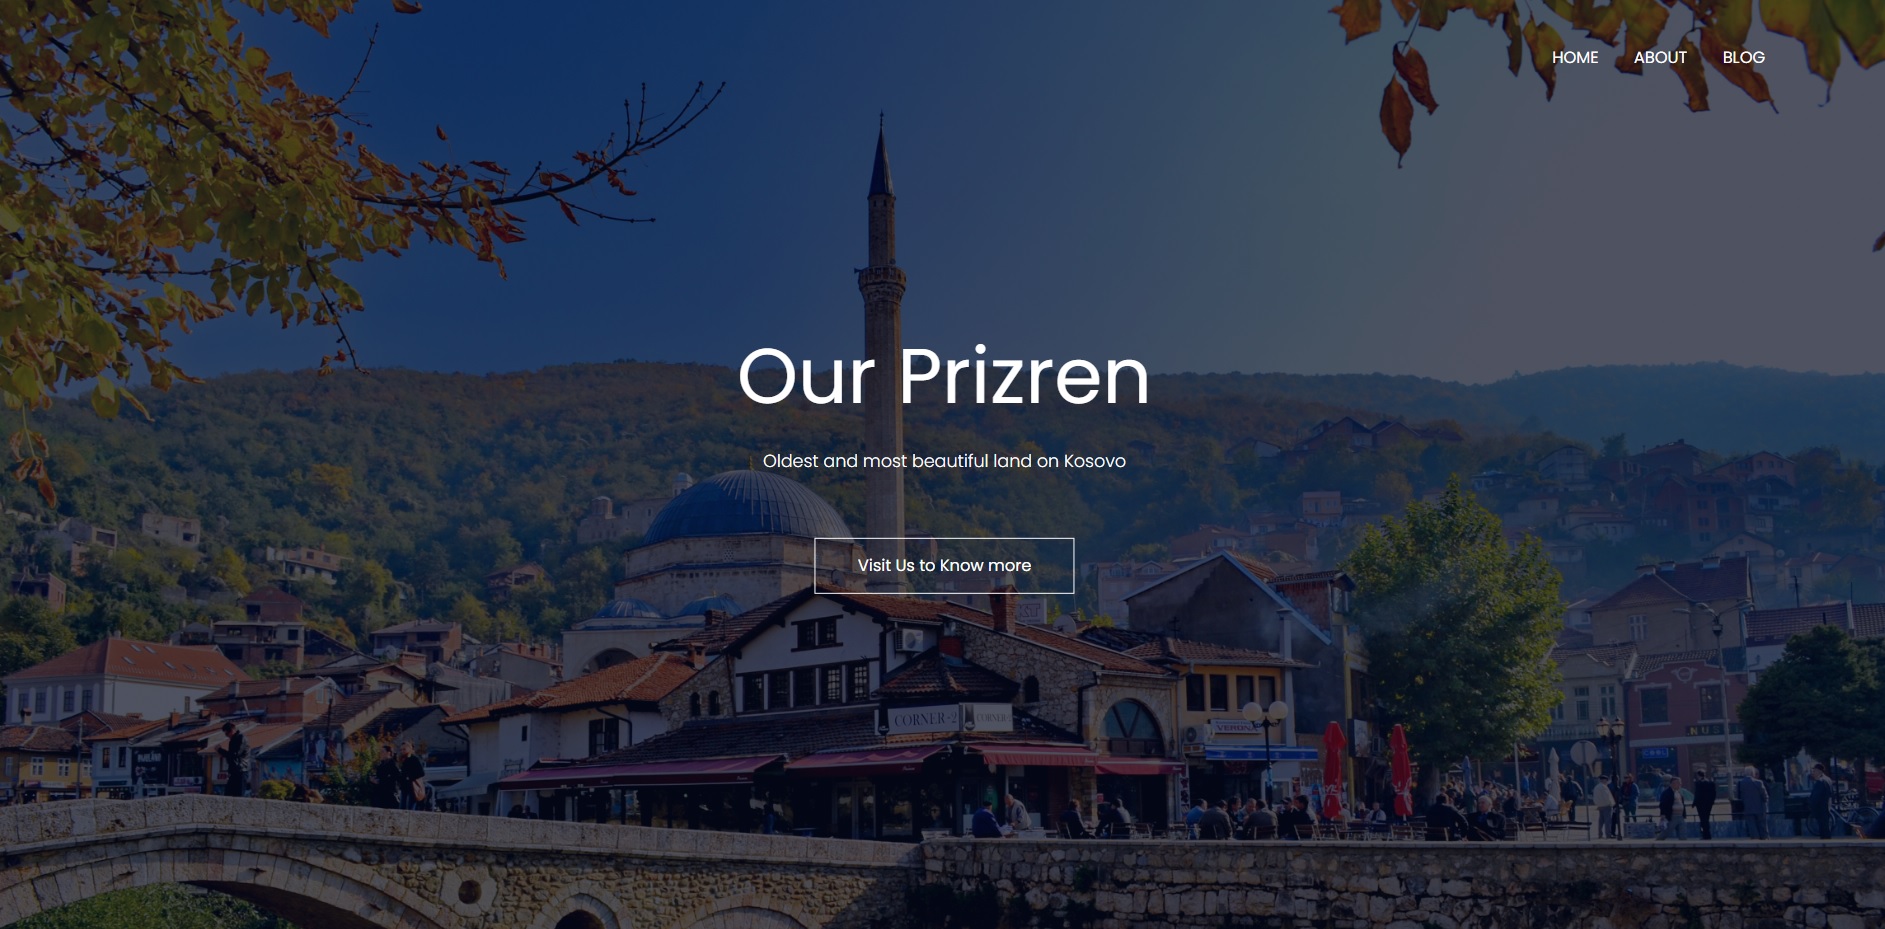 HOME ABOUT BLOG
Our Prizren
Oldest and most beautiful land on Kosovo
Visit Us to Know more
CORNER 2 CORNER
VERONA